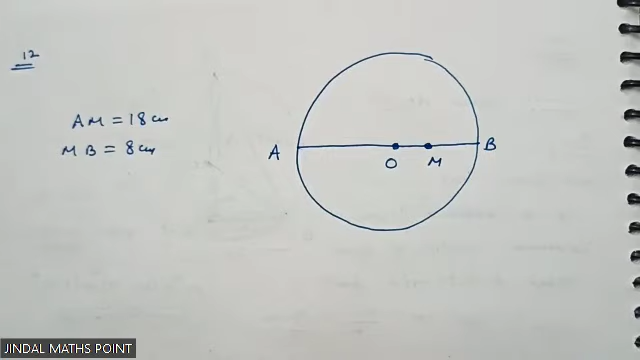 12
AM = 18 cm
MB = 8 cm
A
B
O
M
JINDAL MATHS POINT